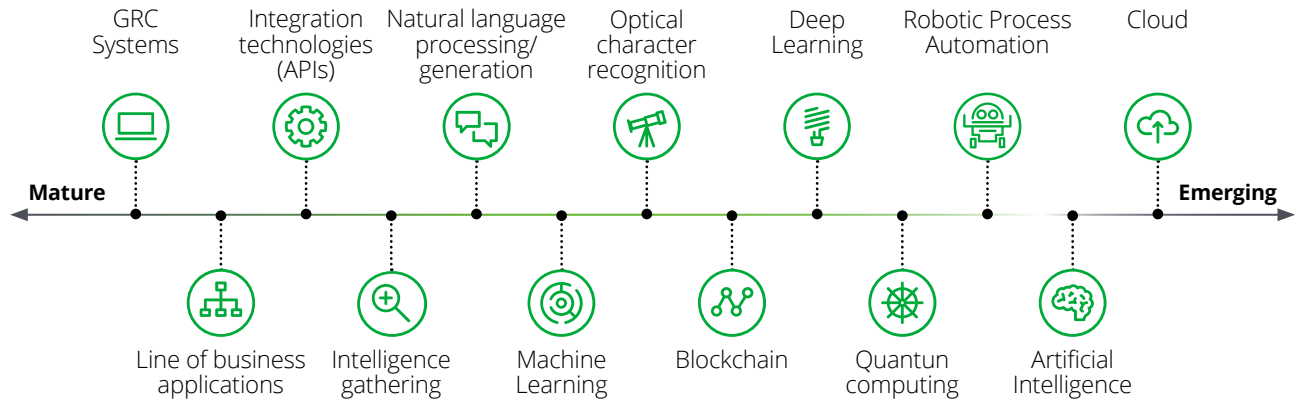 GRC
Systems
Integration
technologies
(APIs)
Natural language
processing/
generation
Optical
character
recognition
Deep
Learning
Robotic Process
Automation
Cloud
Mature
Emerging
Line of business
applications
Intelligence
gathering
Machine
Learning
Blockchain
Quantun
computing
Artificial
Intelligence